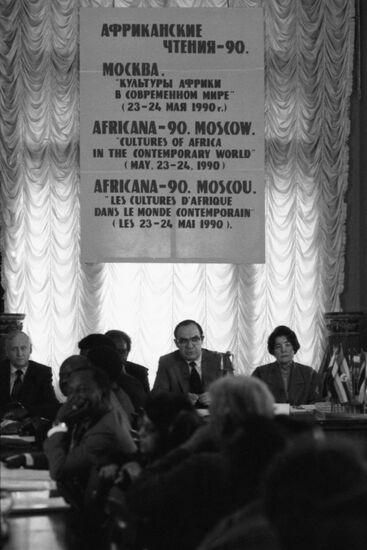 АФРИКАНСКИЕ
ЧТЕНИЯ-90.
МОСКВА.
"КУЛЬТУРЫ АФРИКИ
В СОВРЕМЕННОМ МИРЕ"
(23-24 МАЯ 1990 г.)
AFRICANA-90. MOSCOW.
"CULTURES OF AFRICA
IN THE CONTEMPORARY WORLD"
(MAY, 23-24, 1990)
AFRICANA-90. MOSCOU.
"LES CULTURES D'AFRIQUE
DANS LE MONDE CONTEMPORAIN"
(LES 23-24 MAI 1990).